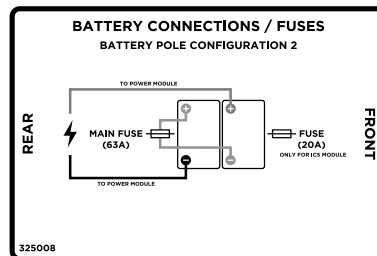 BATTERY CONNECTIONS / FUSES
BATTERY POLE CONFIGURATION 2
TO POWER MODULE
REAR
MAIN FUSE
(63A)
FUSE
(20A)
ONLY FOR ICS MODULE
FRONT
TO POWER MODULE
325008